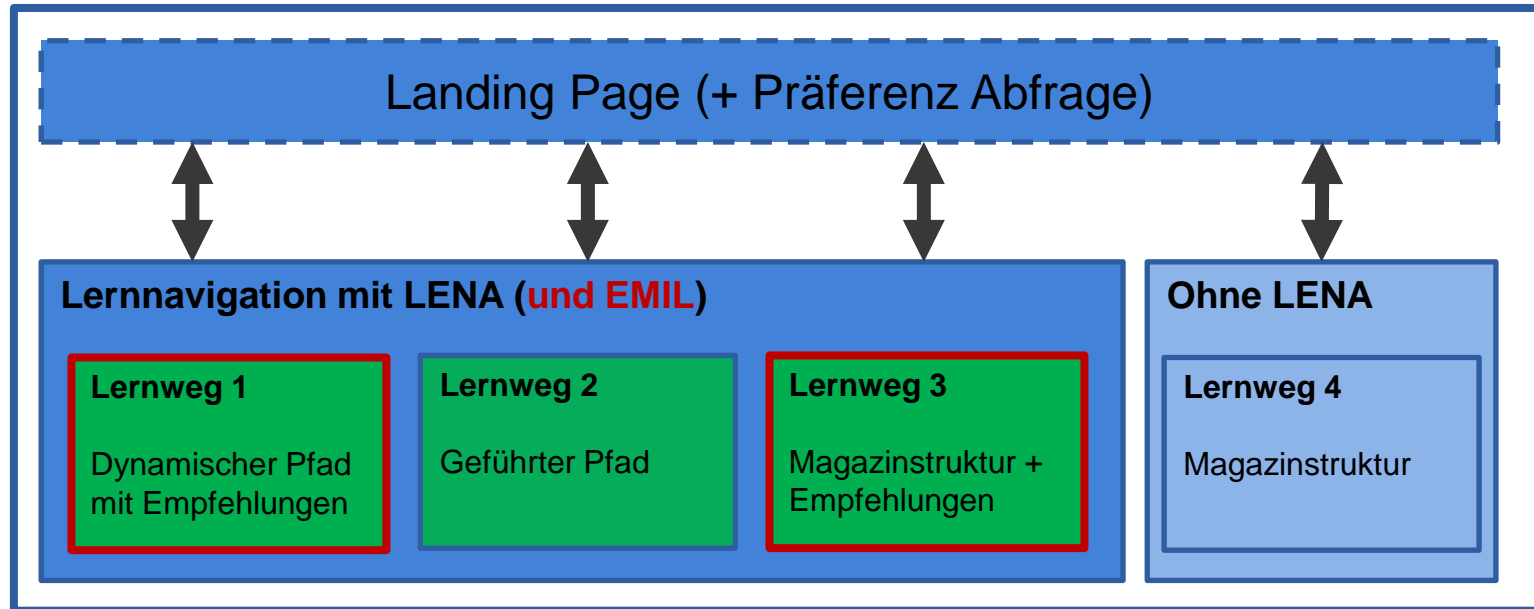 Landing Page (+ Präferenz Abfrage)
Lernnavigation mit LENA (und EMIL)
Lernweg 1
Dynamischer Pfad
mit Empfehlungen
Lernweg 2
Geführter Pfad
Lernweg 3
Magazinstruktur +
Empfehlungen
Ohne LENA
Lernweg 4
Magazinstruktur